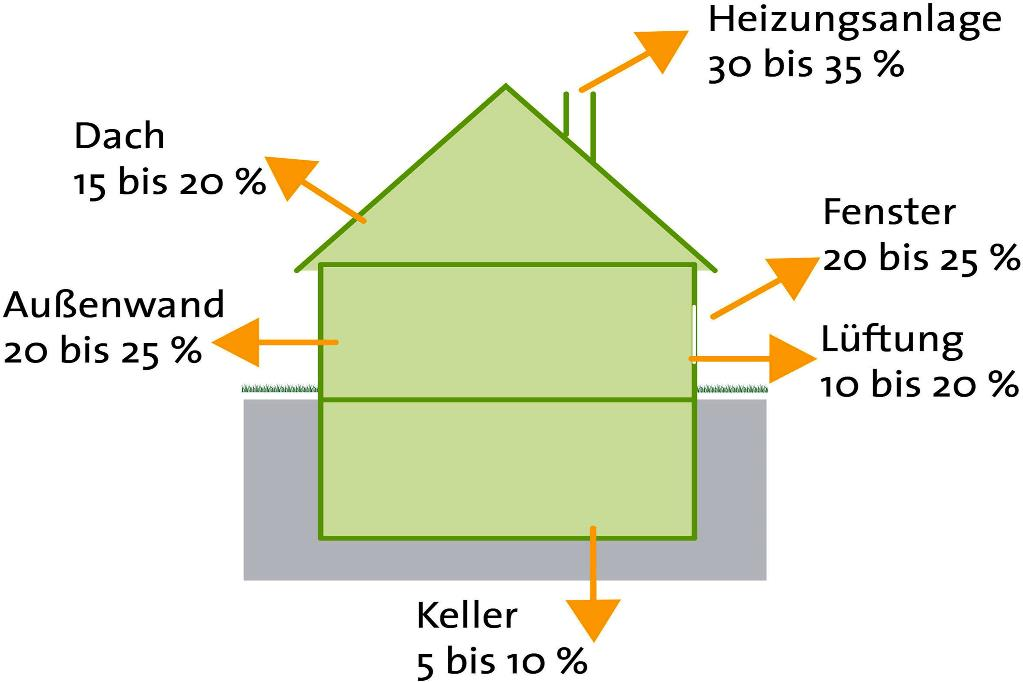 Heizungsanlage
30 bis 35 %
Dach
15 bis 20 %
Fenster
20 bis 25 %
Außenwand
20 bis 25 %
Lüftung
10 bis 20 %
Keller
5 bis 10 %